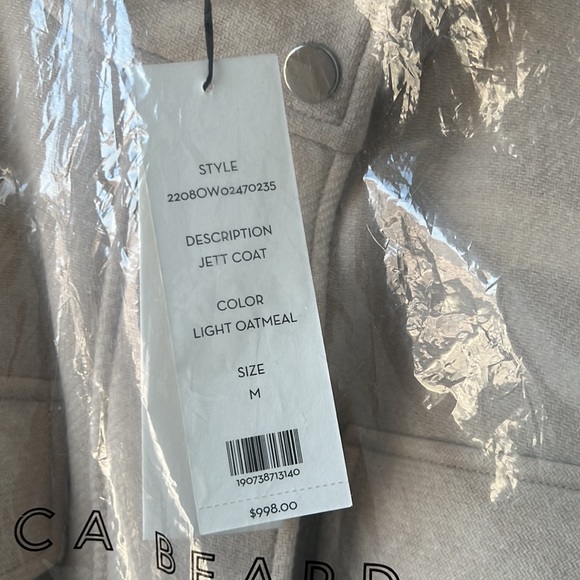 STYLE
2208OW02470235
DESCRIPTION
JETT COAT
COLOR
LIGHT OATMEAL
SIZE
M
190738713140
$998.00
CA BEARD